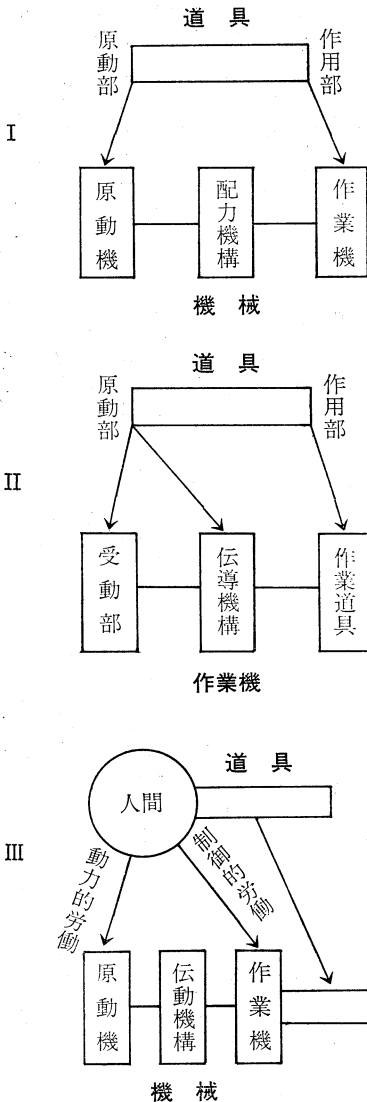 道具
原動部
作用部
I
原動機
配力機構
作業機
機械
道具
原動部
作用部
II
受動部
伝導機構
作業道具
作業機
道具
人間
III
動力的労働
制御的労働
原動機
伝動機構
作業機
機械